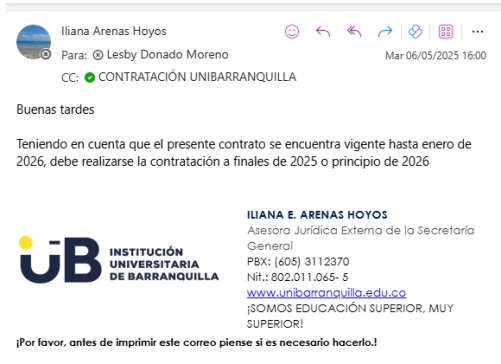 Iliana Arenas Hoyos
Para: Lesby Donado Moreno
Mar 06/05/2025 16:00
CC: CONTRATACIÓN UNIBARRANQUILLA
Buenas tardes
Teniendo en cuenta que el presente contrato se encuentra vigente hasta enero de
2026, debe realizarse la contratación a finales de 2025 o principio de 2026
ÜB
INSTITUCIÓN
UNIVERSITARIA
DE BARRANQUILLA
ILIANA E. ARENAS HOYOS
Asesora Jurídica Externa de la Secretaría
General
PBX: (605) 3112370
Nit.: 802.011.065- 5
www.unibarranquilla.edu.co
¡SOMOS EDUCACIÓN SUPERIOR, MUY
SUPERIOR!
¡Por favor, antes de imprimir este correo piense si es necesario hacerlo.!